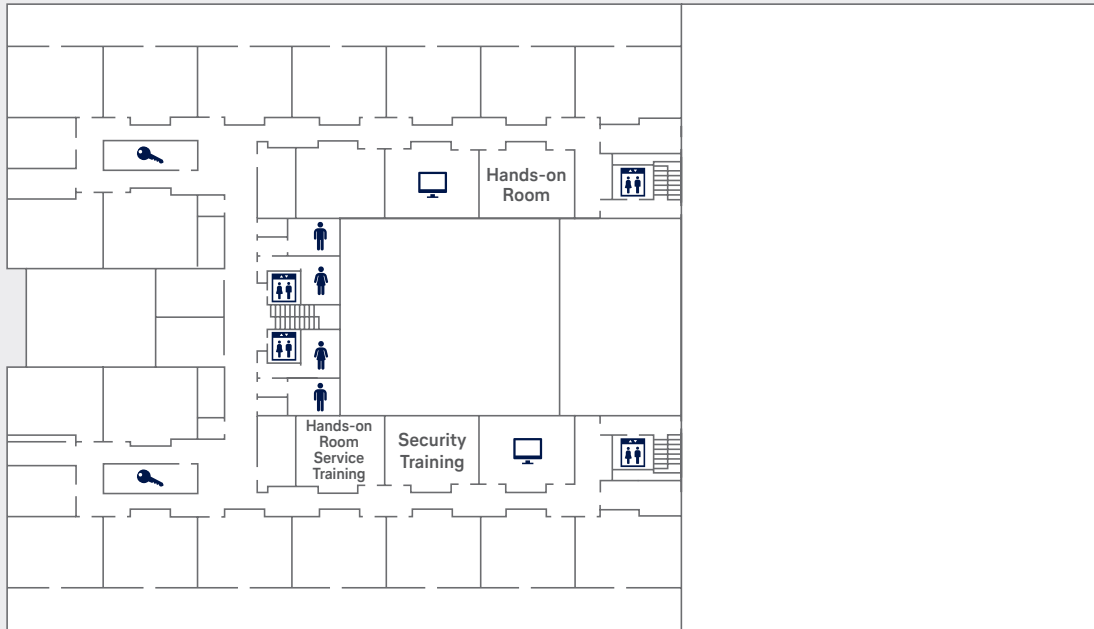 Hands-on
Room
Hands-on
Room
Service
Training
Security
Training